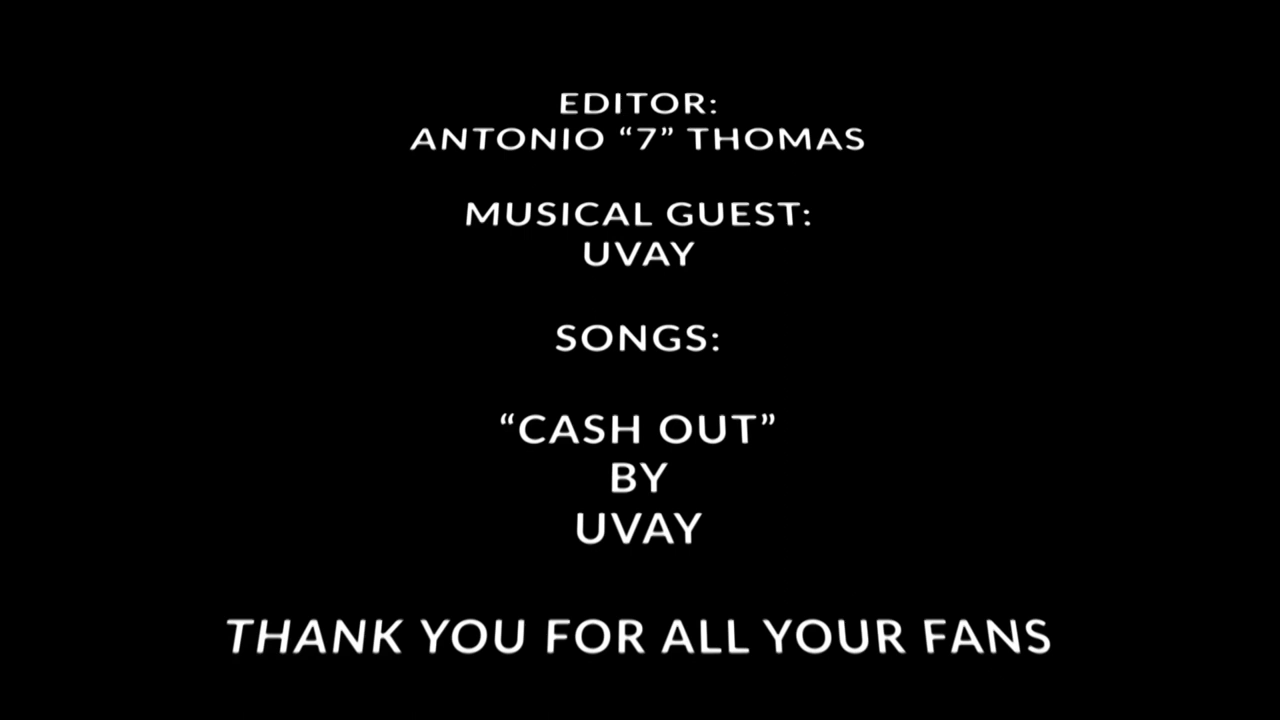 EDITOR:
ANTONIO “7” THOMAS
MUSICAL GUEST:
UVAY
SONGS:
“CASH OUT”
BY
UVAY
THANK YOU FOR ALL YOUR FANS